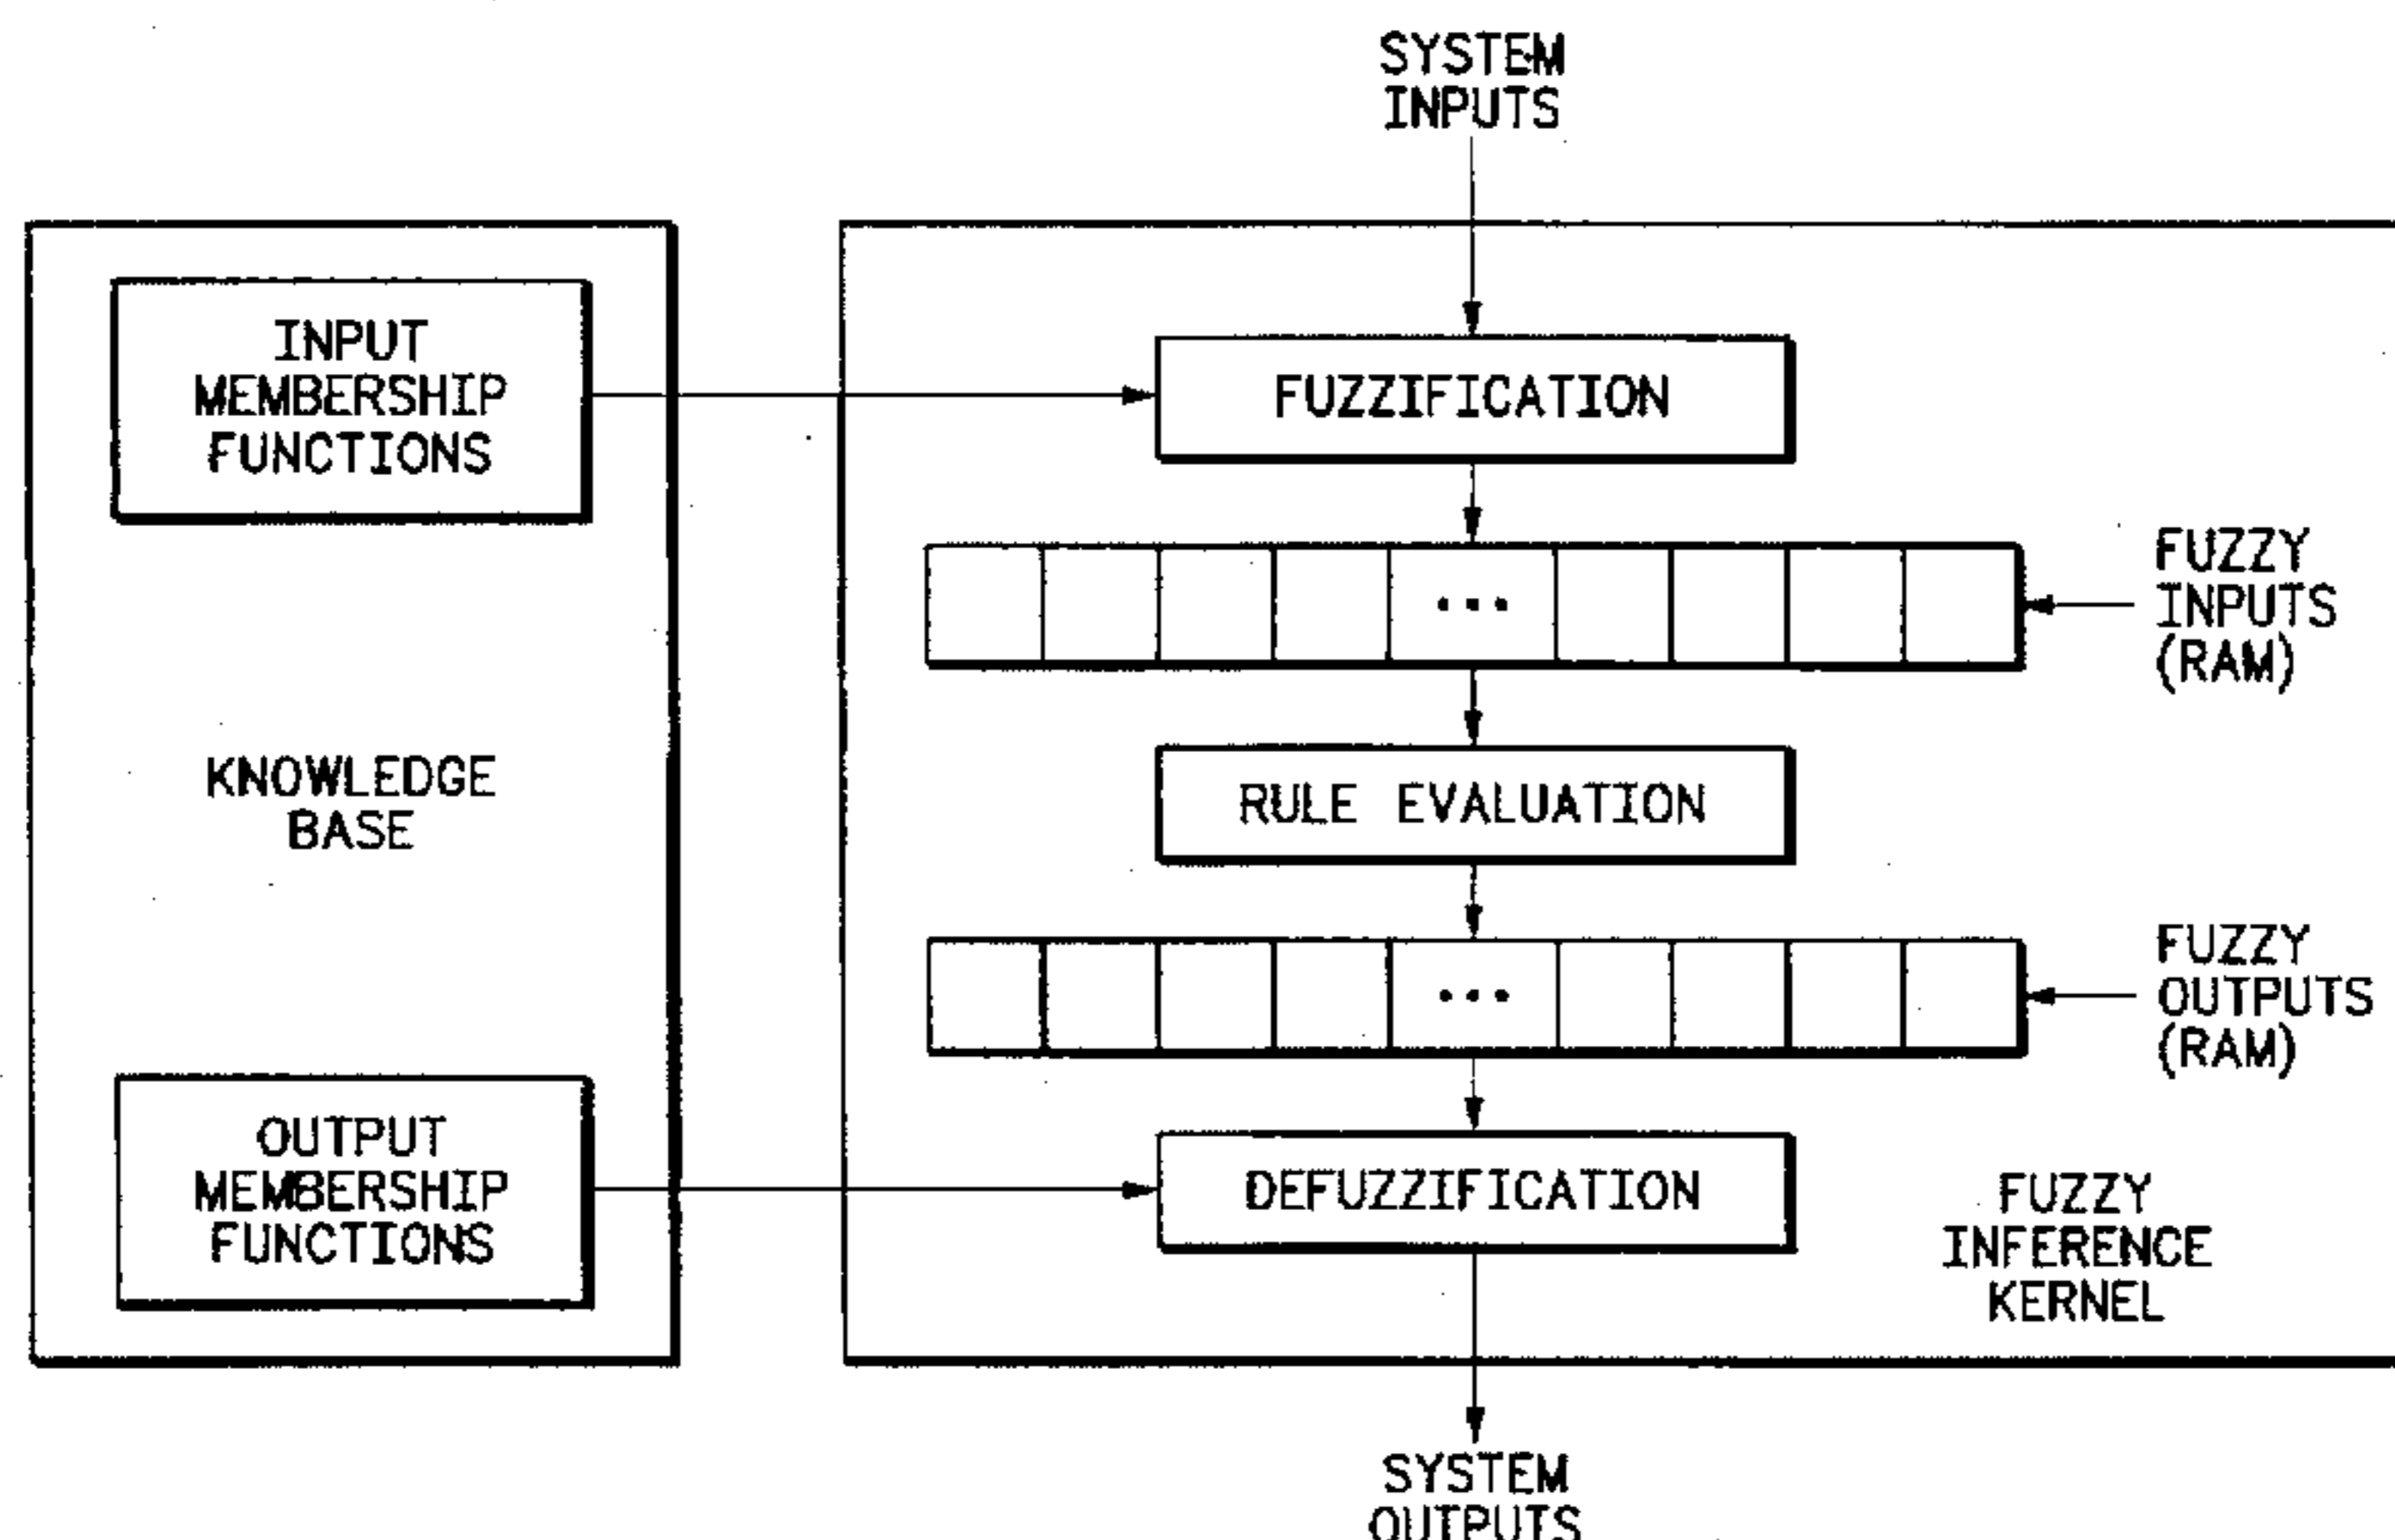 SYSTEM
INPUTS
INPUT
MEMBERSHIP
FUNCTIONS
FUZZIFICATION
FUZZY
INPUTS
(RAM)
KNOWLEDGE
BASE
RULE EVALUATION
FUZZY
OUTPUTS
(RAM)
OUTPUT
MEMBERSHIP
FUNCTIONS
DEFUZZIFICATION
FUZZY
INFERENCE
KERNEL
SYSTEM
OUTPUTS